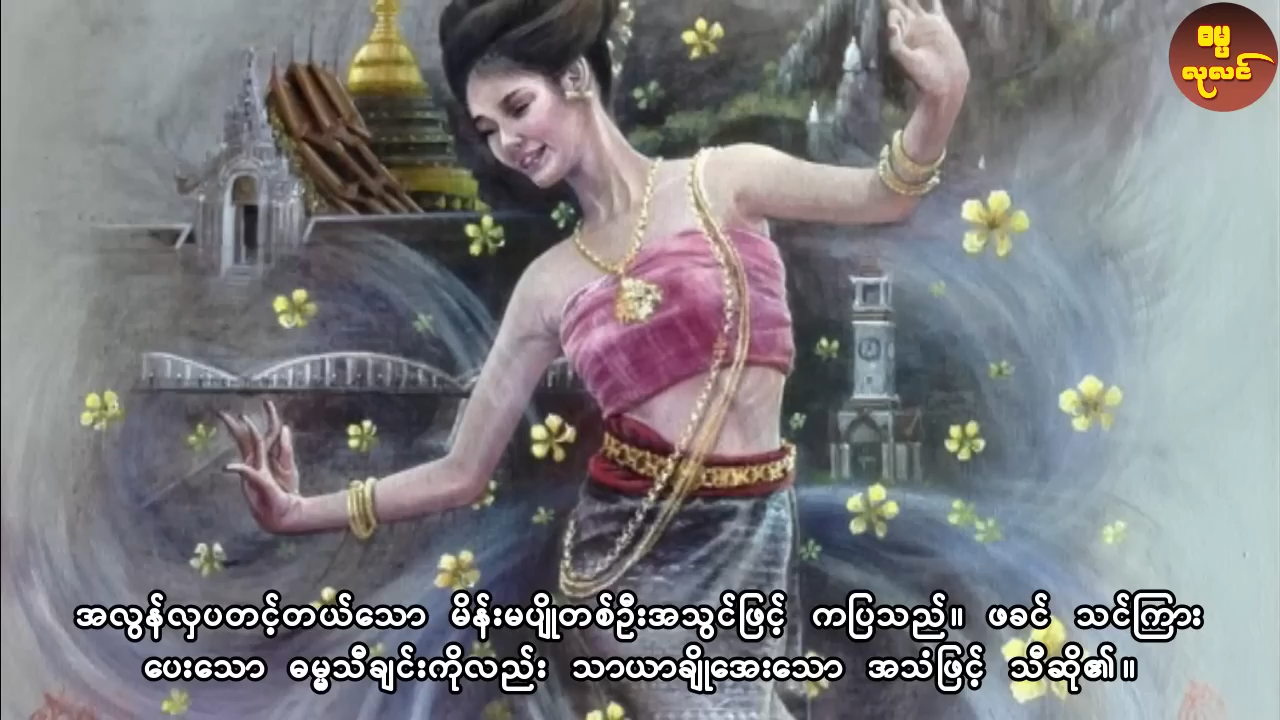 ဓမ္မ
လုလင်
အလွန်လှပတင့်တယ်သော မိန်းမပျိုတစ်ဦးအသွင်ဖြင့် ကပြသည်။ ဖခင် သင်ကြား
ပေးသော ဓမ္မသီချင်းကိုလည်း သာယာချိုအေးသော အသံဖြင့် သီဆို၏။